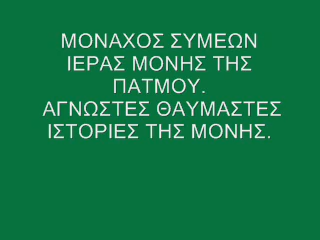 ΜΟΝΑΧΟΣ ΣΥΜΕΩΝ
ΙΕΡΑΣ ΜΟΝΗΣ ΤΗΣ
ΠΑΤΜΟΥ.
ΑΓΝΩΣΤΕΣ ΘΑΥΜΑΣΤΕΣ
ΙΣΤΟΡΙΕΣ ΤΗΣ ΜΟΝΗΣ.